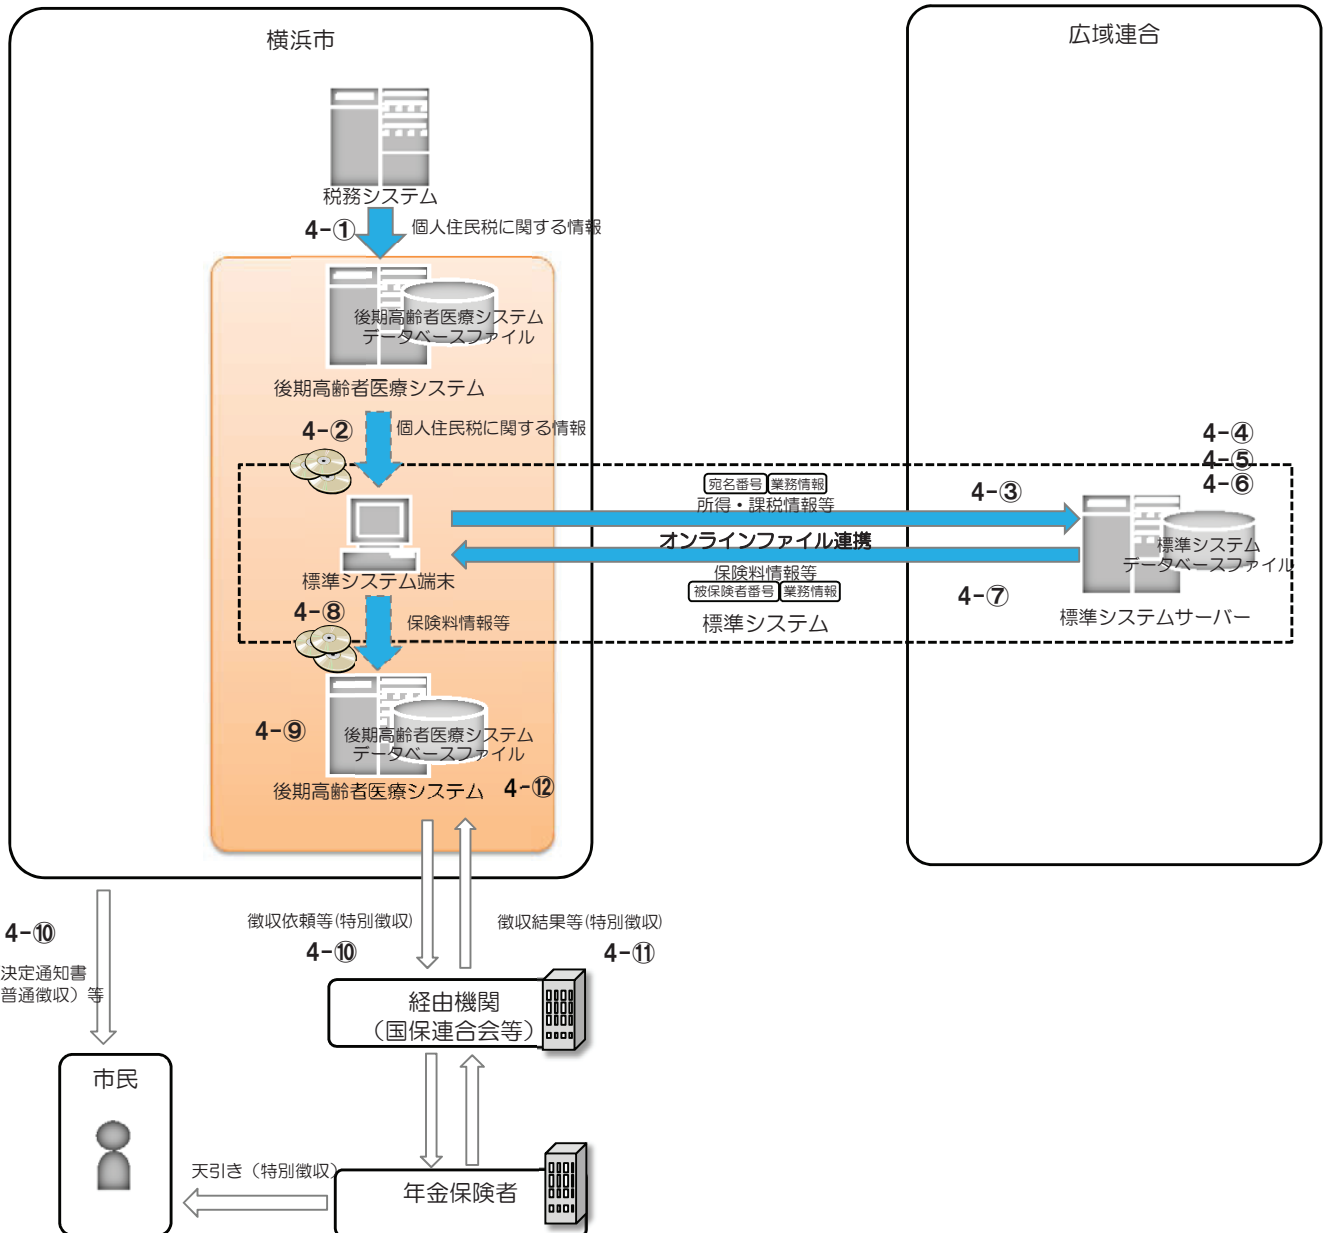 横浜市
広域連合
税務システム
4-①
個人住民税に関する情報
後期高齢者医療システム
データベースファイル
後期高齢者医療システム
4-②
個人住民税に関する情報
4-④
4-⑤
4-⑥
宛名番号 業務情報
所得・課税情報等
4-③
オンラインファイル連携
標準システム
データベースファイル
標準システム端末
保険料情報等
被保険者番号 業務情報
4-⑦
標準システム
標準システムサーバー
4-⑧
保険料情報等
4-⑨
後期高齢者医療システム
データベースファイル
後期高齢者医療システム
4-⑫
4-⑩
決定通知書
普通徴収）等
徴収依頼等(特別徴収)
4-⑩
徴収結果等(特別徴収)
4-⑪
経由機関
（国保連合会等）
市民
天引き（特別徴収）
年金保険者